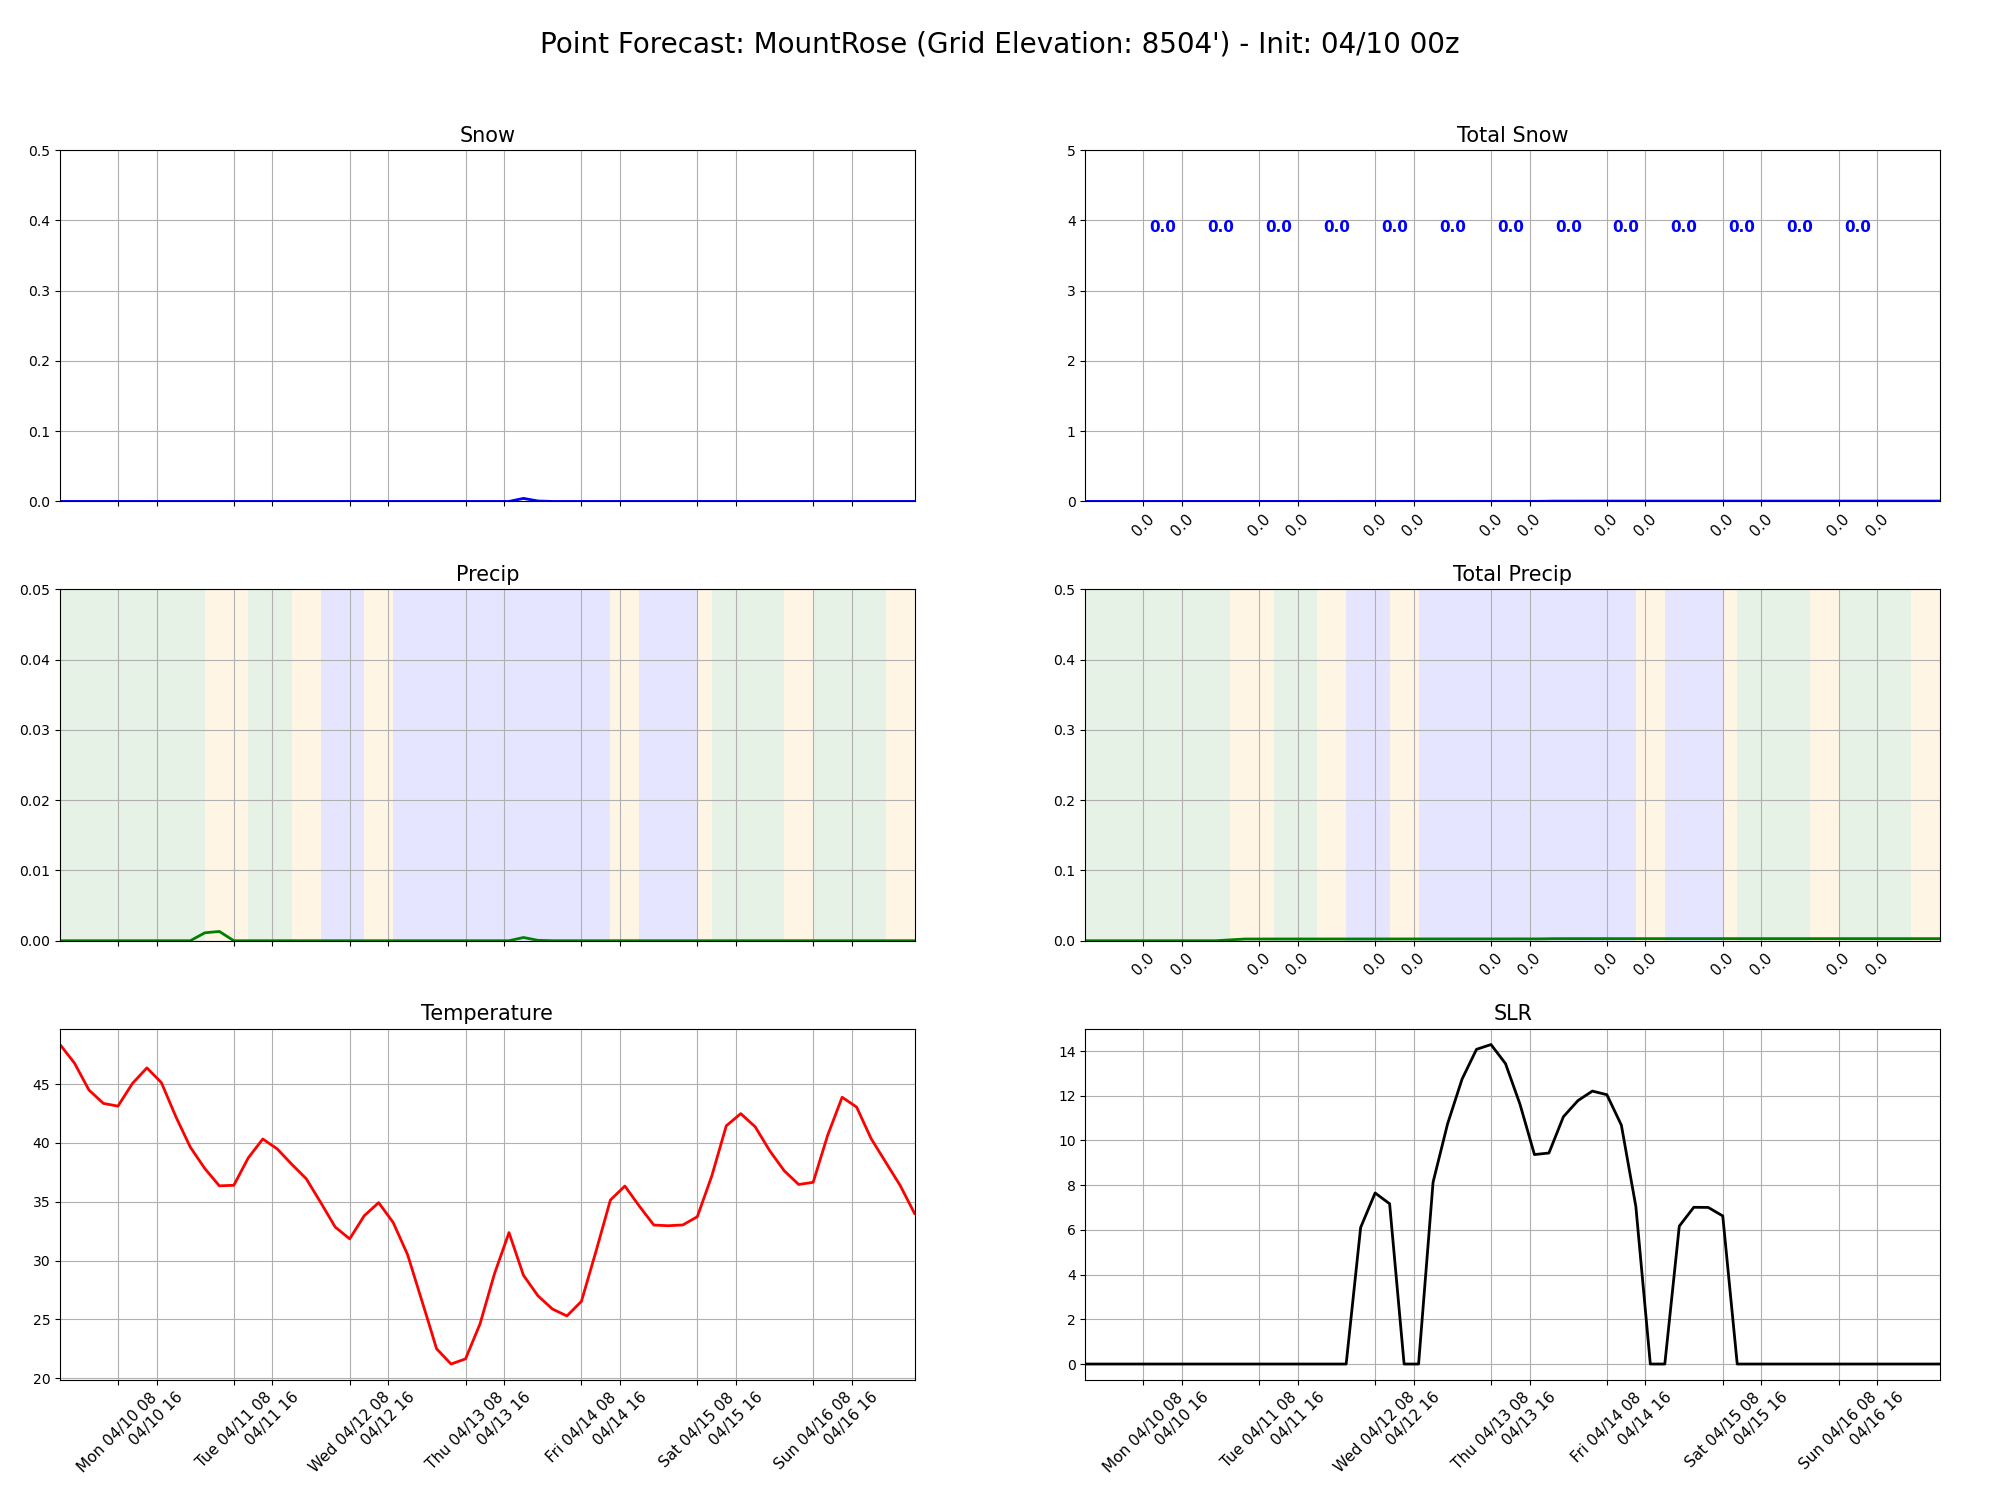 Point Forecast: MountRose (Grid Elevation: 8504') - Init: 04/10 00z
Snow
0.5
0.4
0.3
0.2
0.1
0.0
Total Snow
5
4
3
2
1
0
0.0 0.0 0.0 0.0 0.0 0.0 0.0 0.0 0.0 0.0 0.0 0.0 0.0
0.0 0.0 0.0 0.0 0.0 0.0 0.0 0.0 0.0 0.0 0.0 0.0 0.0 0.0
Precip
0.05
0.04
0.03
0.02
0.01
0.00
Total Precip
0.5
0.4
0.3
0.2
0.1
0.0
0.0 0.0 0.0 0.0 0.0 0.0 0.0 0.0 0.0 0.0 0.0 0.0 0.0 0.0
Temperature
45
40
35
30
25
20
Mon 04/10 08
04/10 16
Tue 04/11 08
04/11 16
Wed 04/12 08
04/12 16
Thu 04/13 08
04/13 16
Fri 04/14 08
04/14 16
Sat 04/15 08
04/15 16
Sun 04/16 08
04/16 16
SLR
14
12
10
8
6
4
2
0
Mon 04/10 08
04/10 16
Tue 04/11 08
04/11 16
Wed 04/12 08
04/12 16
Thu 04/13 08
04/13 16
Fri 04/14 08
04/14 16
Sat 04/15 08
04/15 16
Sun 04/16 08
04/16 16